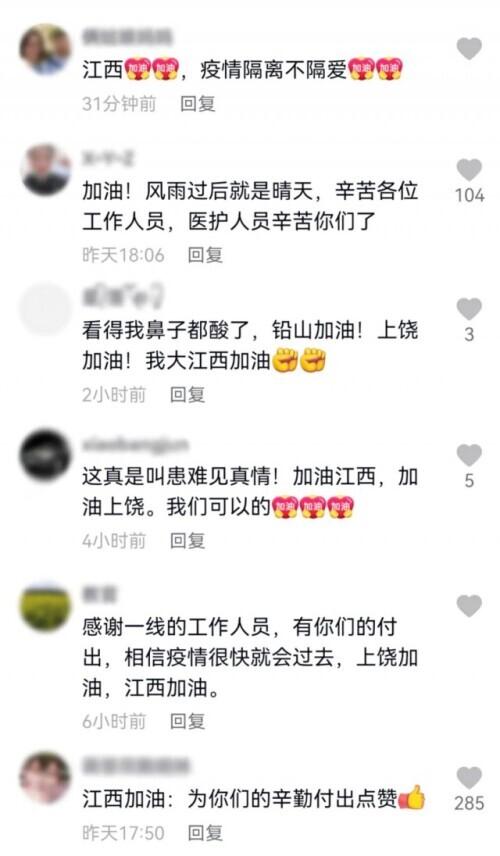 江西加油加油，疫情隔离不隔爱加油加油
31分钟前 回复
加油！风雨过后就是晴天，辛苦各位
工作人员，医护人员辛苦你们了
104
昨天18:06 回复
看得我鼻子都酸了，铅山加油！上饶
加油！我大江西加油
3
2小时前 回复
这真是叫患难见真情！加油江西，加
油上饶。我们可以的加油加油加油
5
4小时前 回复
感谢一线的工作人员，有你们的付
出，相信疫情很快就会过去，上饶加
油，江西加油。
6小时前 回复
江西加油：为你们的辛勤付出点赞
285
昨天17:50 回复